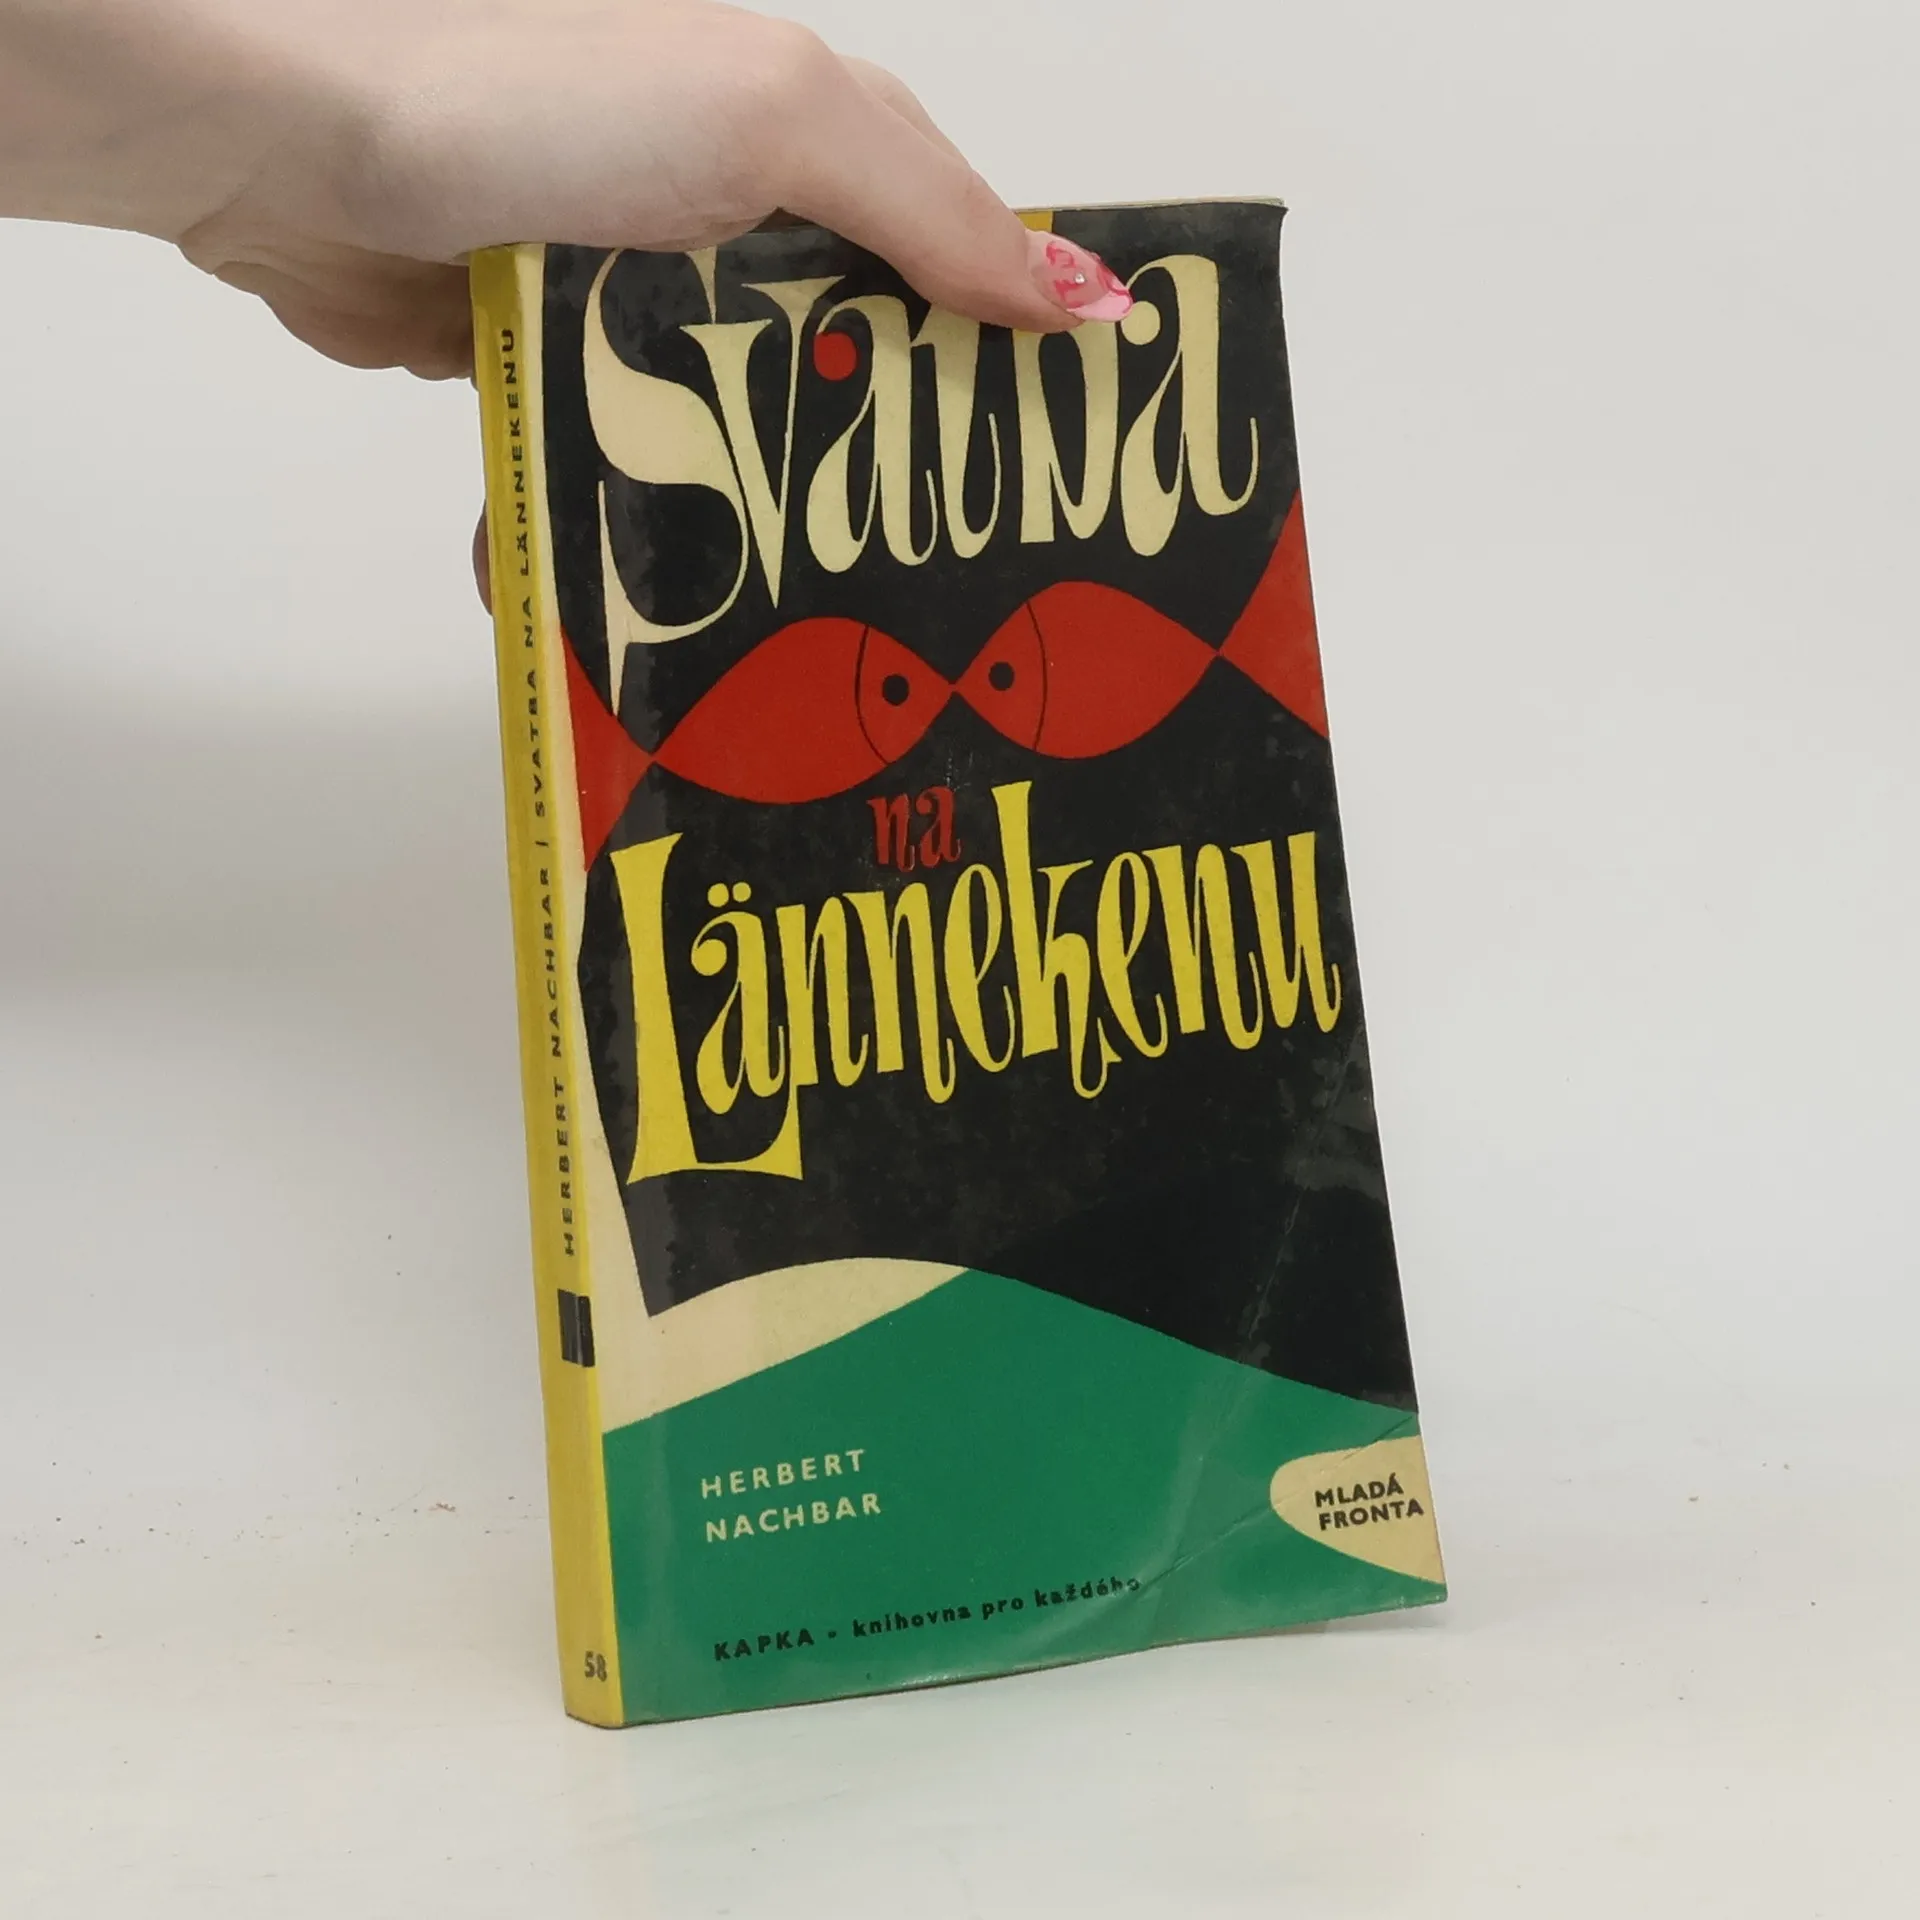 Svatba
na
Lännekenu
HERBERT
NACHBAR
MLADÁ
FRONTA
KAPKA - knihovna pro každého
HERBERT NACHBAR / SVATBA NA LÄNNEKENU
58